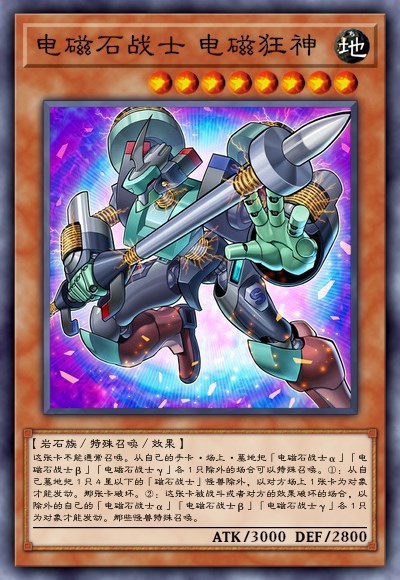 电磁石战士 电磁狂神
地
【岩石族/特殊召唤/效果】
这张卡不能通常召唤。从自己的手卡·场上·墓地把「电磁石战士α」「电
磁石战士β」「电磁石战士γ」各1只除外的场合可以特殊召唤。①：从自
己墓地把1只4星以下的「磁石战士」怪兽除外，以对方场上1张卡为对象
才能发动。那张卡破坏。②：这张卡被战斗或者对方的效果破坏的场合，以
除外的自己的「电磁石战士α」「电磁石战士β」「电磁石战士γ」各1只
为对象才能发动。那些怪兽特殊召唤。
ATK/3000 DEF/2800